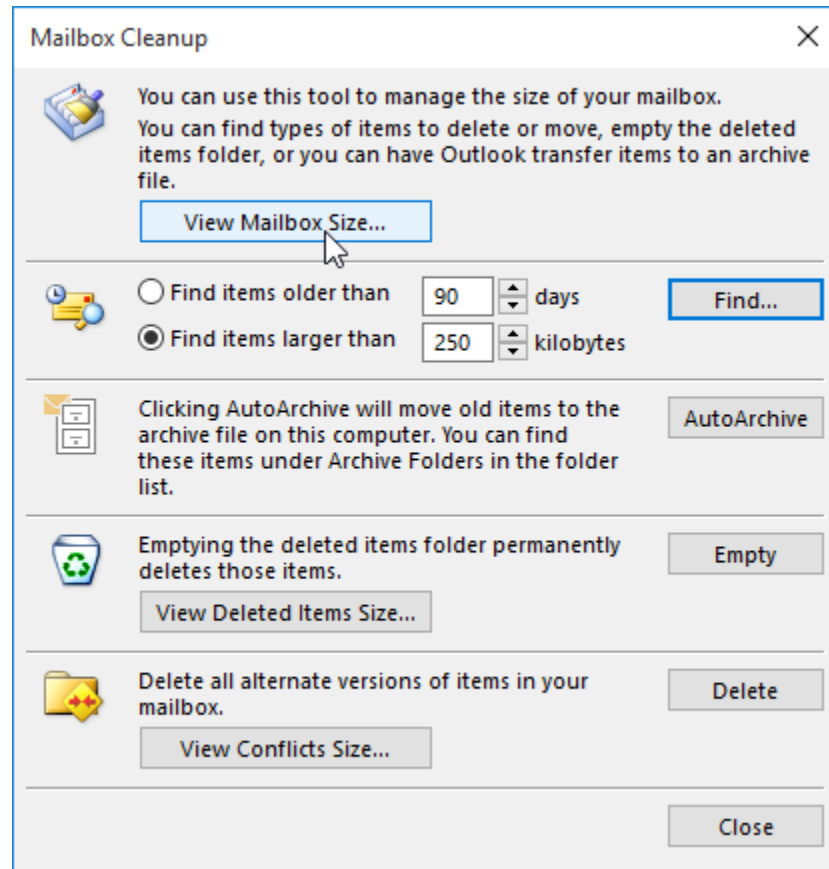 Mailbox Cleanup
You can use this tool to manage the size of your mailbox.
You can find types of items to delete or move, empty the deleted
items folder, or you can have Outlook transfer items to an archive
file.
View Mailbox Size...
Find items older than 90 days
Find...
Find items larger than 250 kilobytes
Clicking AutoArchive will move old items to the
archive file on this computer. You can find
these items under Archive Folders in the folder
list.
AutoArchive
Emptying the deleted items folder permanently
deletes those items.
Empty
View Deleted Items Size...
Delete all alternate versions of items in your
mailbox.
Delete
View Conflicts Size...
Close